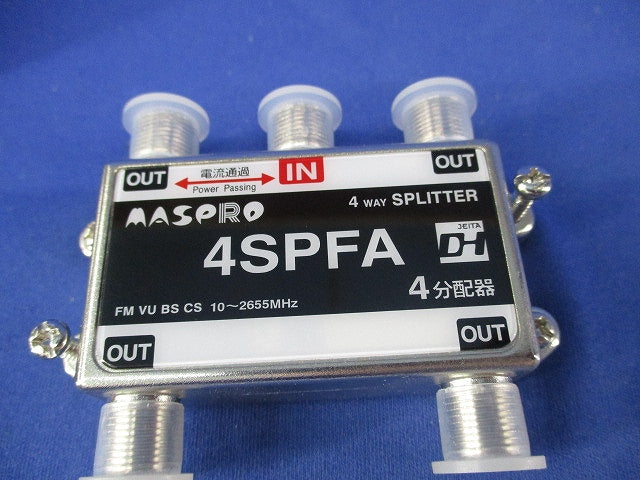 OUT 電流通過 IN OUT
Power Passing
MASPRO 4 WAY SPLITTER
4SPFA JEITA DH
4分配器
FM VU BS CS 10～2655MHz
OUT OUT